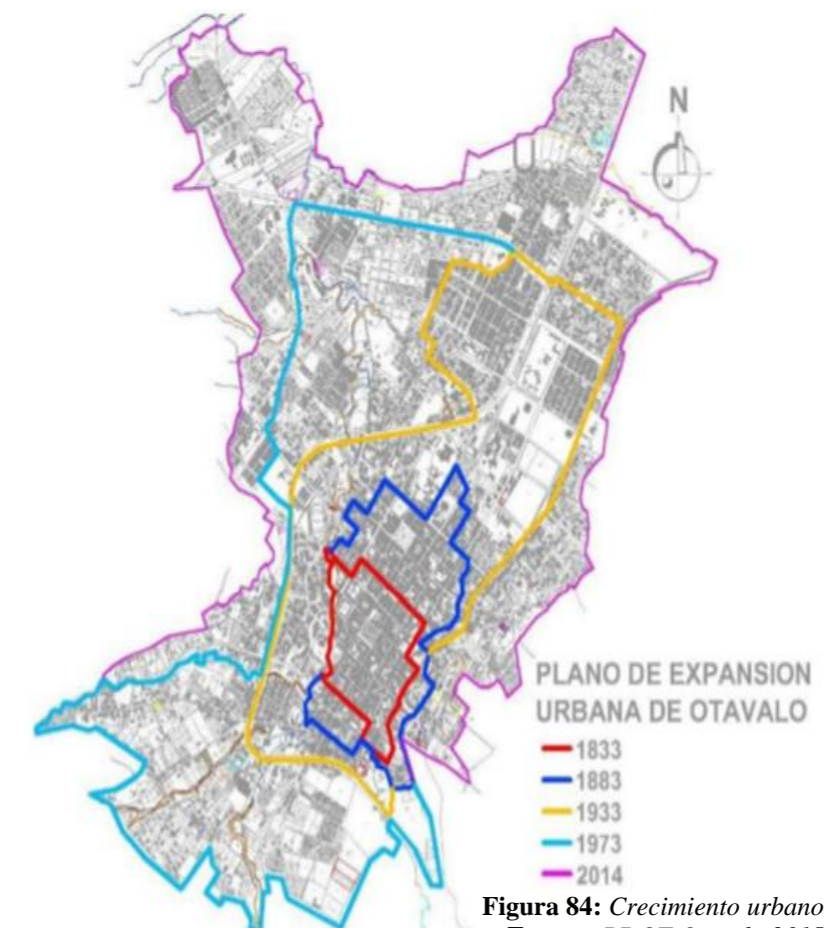 N
U
PLANO DE EXPANSION
URBANA DE OTAVALO
1833
1883
1933
1973
2014
Figura 84: Crecimiento urbano